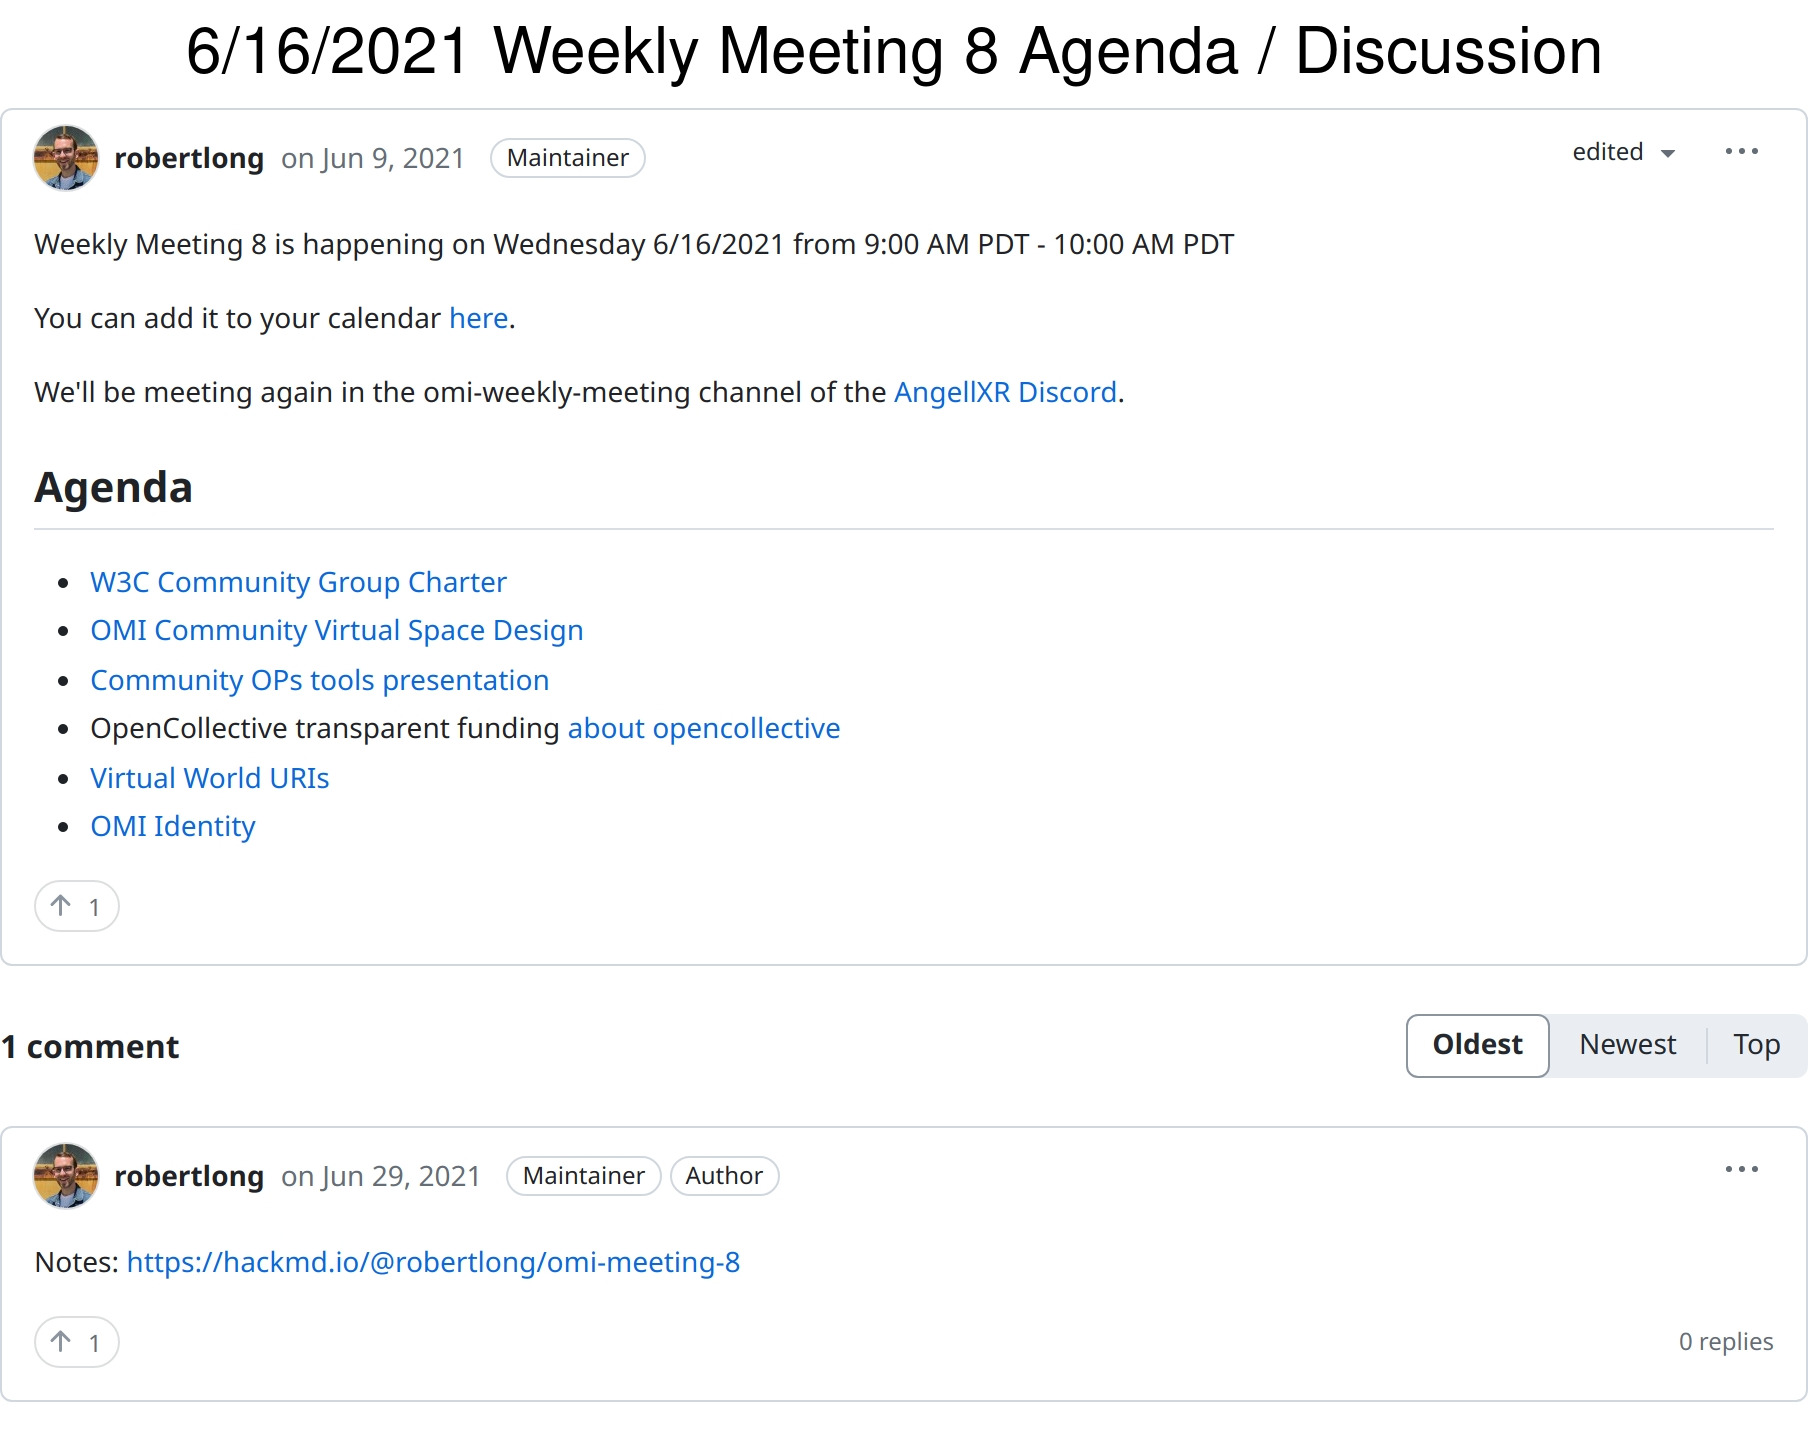 6/16/2021 Weekly Meeting 8 Agenda / Discussion
robertlong on Jun 9, 2021 Maintainer edited
Weekly Meeting 8 is happening on Wednesday 6/16/2021 from 9:00 AM PDT - 10:00 AM PDT
You can add it to your calendar here.
We'll be meeting again in the omi-weekly-meeting channel of the AngellXR Discord.
Agenda
W3C Community Group Charter
OMI Community Virtual Space Design
Community OPs tools presentation
OpenCollective transparent funding about opencollective
Virtual World URIs
OMI Identity
1
1 comment Oldest Newest Top
robertlong on Jun 29, 2021 Maintainer Author
Notes: https://hackmd.io/@robertlong/omi-meeting-8
1 0 replies